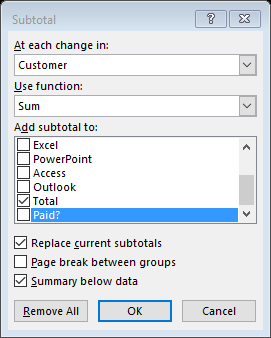 Subtotal
?
At each change in:
Customer
Use function:
Sum
Add subtotal to:
Excel
PowerPoint
Access
Outlook
Total
Paid?
Replace current subtotals
Page break between groups
Summary below data
Remove All OK Cancel